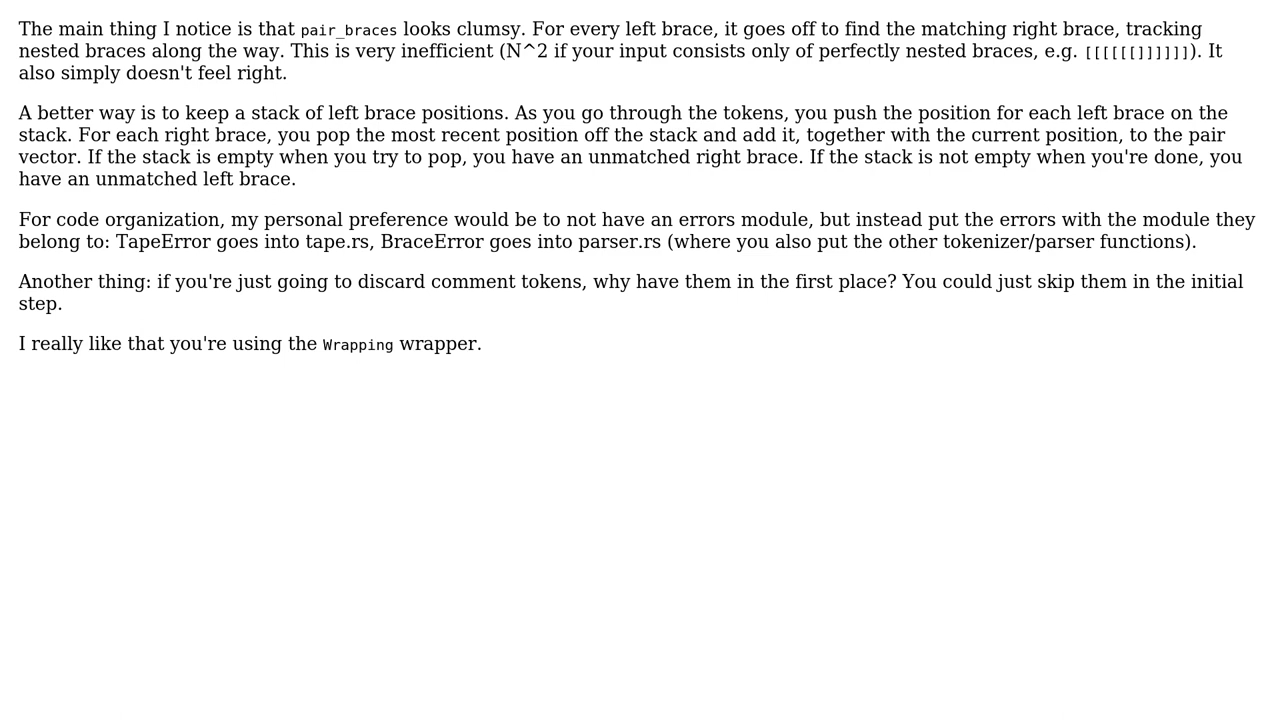 The main thing I notice is that pair_braces looks clumsy. For every left brace, it goes off to find the matching right brace, tracking
nested braces along the way. This is very inefficient (N^2 if your input consists only of perfectly nested braces, e.g. [[[[[[]]]]]]). It
also simply doesn't feel right.
A better way is to keep a stack of left brace positions. As you go through the tokens, you push the position for each left brace on the
stack. For each right brace, you pop the most recent position off the stack and add it, together with the current position, to the pair
vector. If the stack is empty when you try to pop, you have an unmatched right brace. If the stack is not empty when you're done, you
have an unmatched left brace.
For code organization, my personal preference would be to not have an errors module, but instead put the errors with the module they
belong to: TapeError goes into tape.rs, BraceError goes into parser.rs (where you also put the other tokenizer/parser functions).
Another thing: if you're just going to discard comment tokens, why have them in the first place? You could just skip them in the initial
step.
I really like that you're using the Wrapping wrapper.